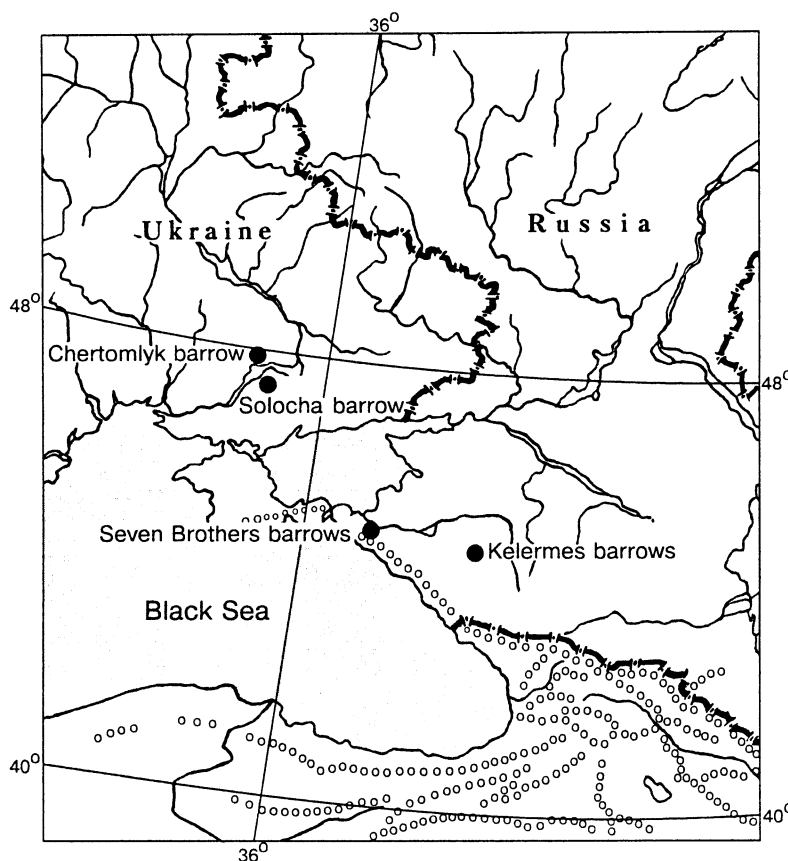 36°
Ukraine
Russia
48°
Chertomlyk barrow
48°
Solocha barrow
Seven Brothers barrows
Kelermes barrows
Black Sea
40°
40°
36°